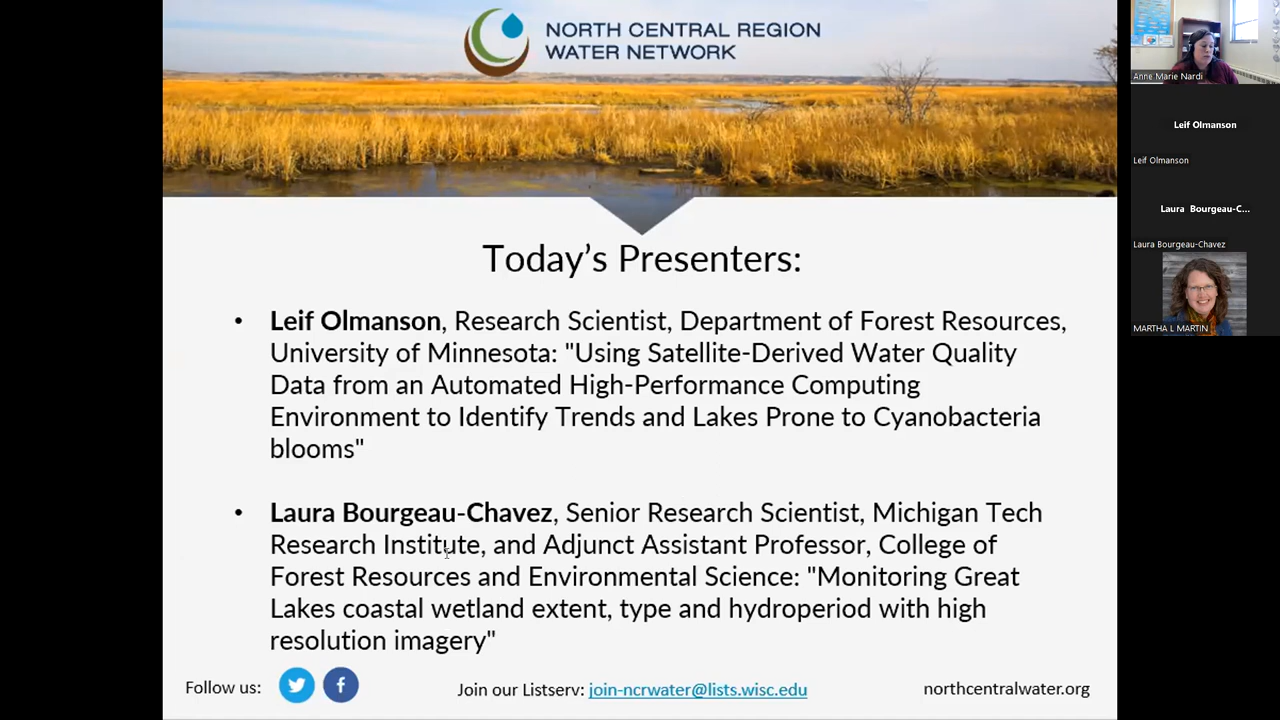 NORTH CENTRAL REGION
WATER NETWORK
Today's Presenters:
• Leif Olmanson, Research Scientist, Department of Forest Resources,
University of Minnesota: "Using Satellite-Derived Water Quality
Data from an Automated High-Performance Computing
Environment to Identify Trends and Lakes Prone to Cyanobacteria
blooms"
• Laura Bourgeau-Chavez, Senior Research Scientist, Michigan Tech
Research Institute, and Adjunct Assistant Professor, College of
Forest Resources and Environmental Science: "Monitoring Great
Lakes coastal wetland extent, type and hydroperiod with high
resolution imagery"
Follow us:
Join our Listserv: join-ncrwater@lists.wisc.edu
northcentralwater.org
Anne Marie Nardi
Leif Olmanson
Leif Olmanson
Laura Bourgeau-C...
Laura Bourgeau-Chavez
MARTHA L MARTIN